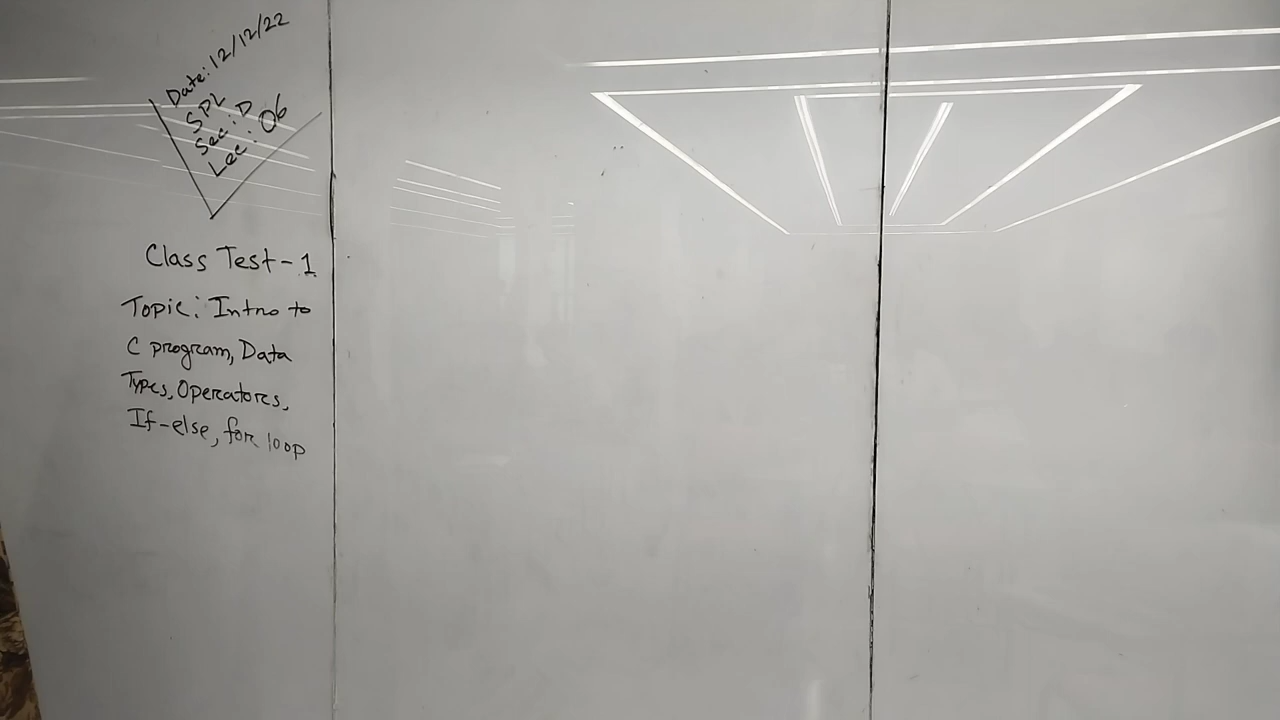 Date: 12/12/22
SPL
Sec: D
Lec: 06
Class Test-1
Topic: Intro to
C program, Data
Types, Operators,
If-else, for loop